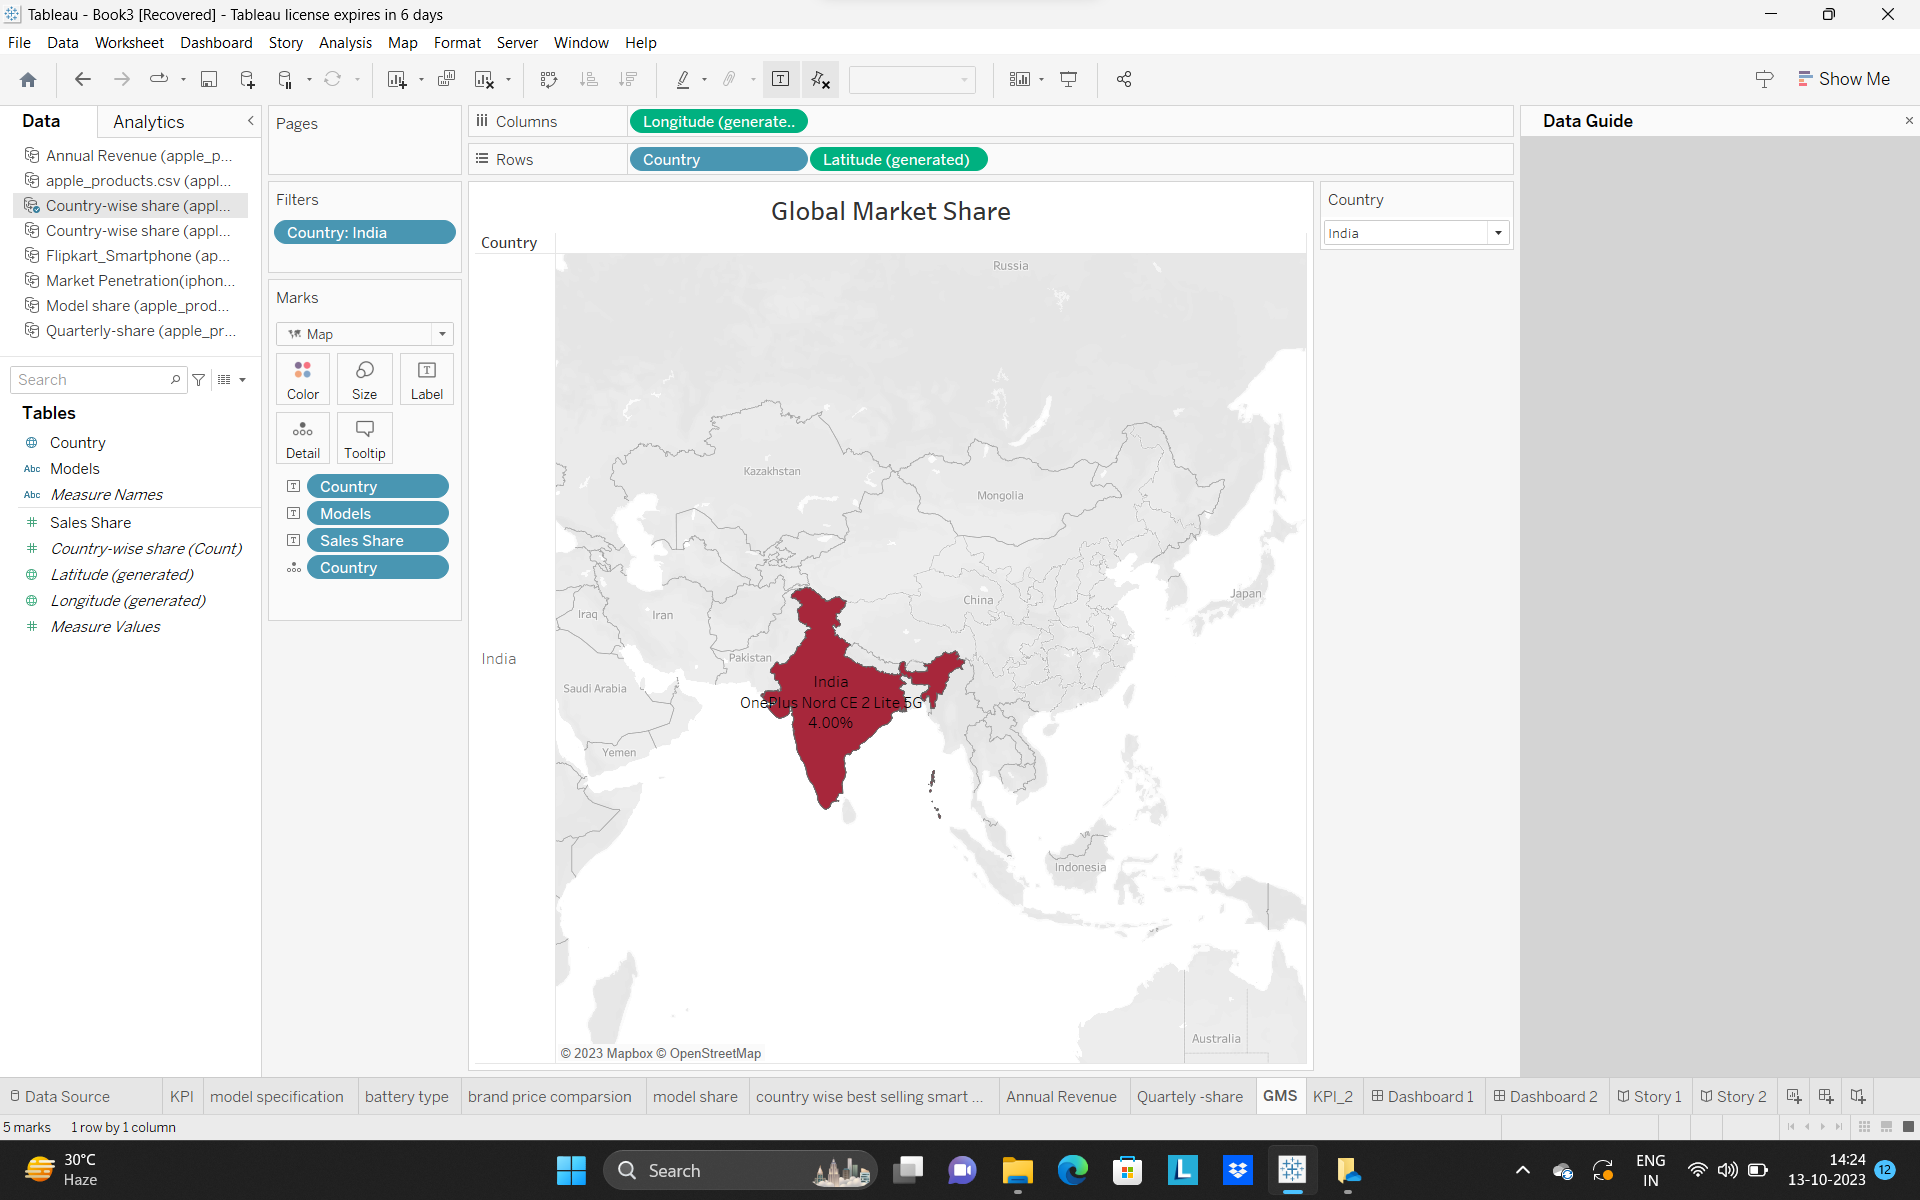 Tableau - Book3 [Recovered] - Tableau license expires in 6 days
File Data Worksheet Dashboard Story Analysis Map Format Server Window Help
Show Me
Data
Analytics
Annual Revenue (apple_p...
apple_products.csv (appl...
Country-wise share (appl...
Country-wise share (appl...
Flipkart_Smartphone (ap...
Market Penetration(iphon...
Model share (apple_prod...
Quarterly-share (apple_pr...
Search
Tables
Country
Abc Models
Abc Measure Names
Sales Share
Country-wise share (Count)
Latitude (generated)
Longitude (generated)
Measure Values
Pages
Filters
Country: India
Marks
Map
Color
Size
Label
Detail
Tooltip
Country
Models
Sales Share
Country
Columns
Longitude (generate..
Rows
Country
Latitude (generated)
Global Market Share
Country
India
Russia
Kazakhstan
Mongolia
China
Japan
Iraq
Iran
Pakistan
Saudi Arabia
Yemen
India
OnePlus Nord CE 2 Lite 5G
4.00%
Indonesia
Australia
© 2023 Mapbox © OpenStreetMap
Country
India
Data Guide
Data Source
KPI
model specification
battery type
brand price comparsion
model share
country wise best selling smart ...
Annual Revenue
Quartely -share
GMS
KPI_2
Dashboard 1
Dashboard 2
Story 1
Story 2
5 marks 1 row by 1 column
30°C
Haze
Search
L
ENG
IN
14:24
13-10-2023
12